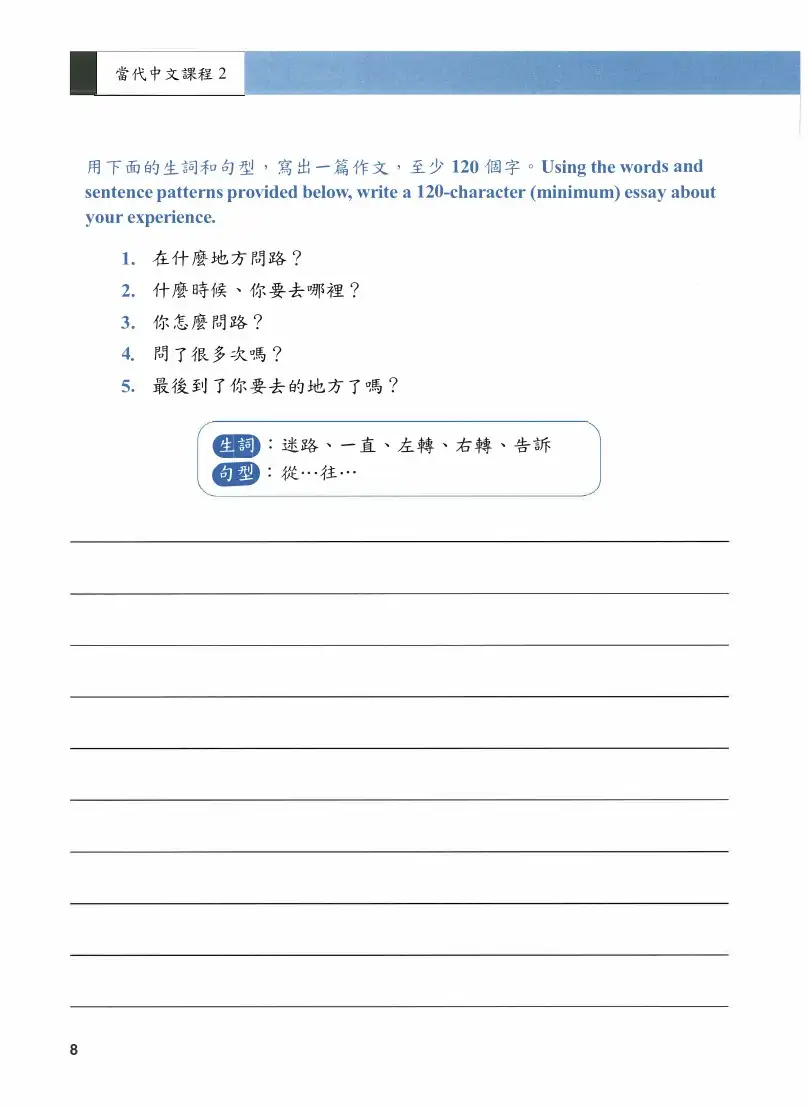 當代中文課程 2
用下面的生詞和句型，寫出一篇作文，至少 120 個字。Using the words and
sentence patterns provided below, write a 120-character (minimum) essay about
your experience.
1. 在什麼地方問路？
2. 什麼時候、你要去哪裡？
3. 你怎麼問路？
4. 問了很多次嗎？
5. 最後到了你要去的地方了嗎？
生詞：迷路、一直、左轉、右轉、告訴
句型：從…往…
8